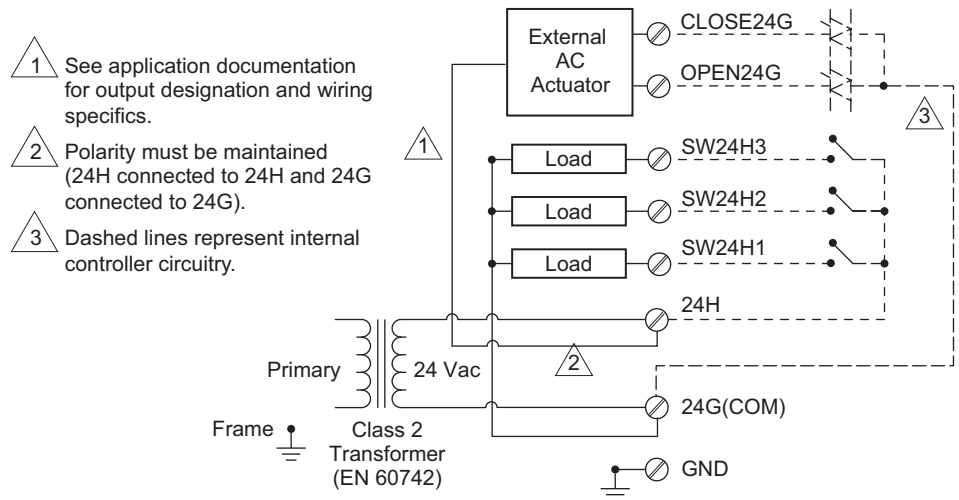 1 See application documentation
for output designation and wiring
specifics.
2 Polarity must be maintained
(24H connected to 24H and 24G
connected to 24G).
3 Dashed lines represent internal
controller circuitry.
External
AC
Actuator
CLOSE24G
OPEN24G
3
1
Load
SW24H3
Load
SW24H2
Load
SW24H1
24H
Primary
24 Vac
2
24G(COM)
Frame
Class 2
Transformer
(EN 60742)
GND